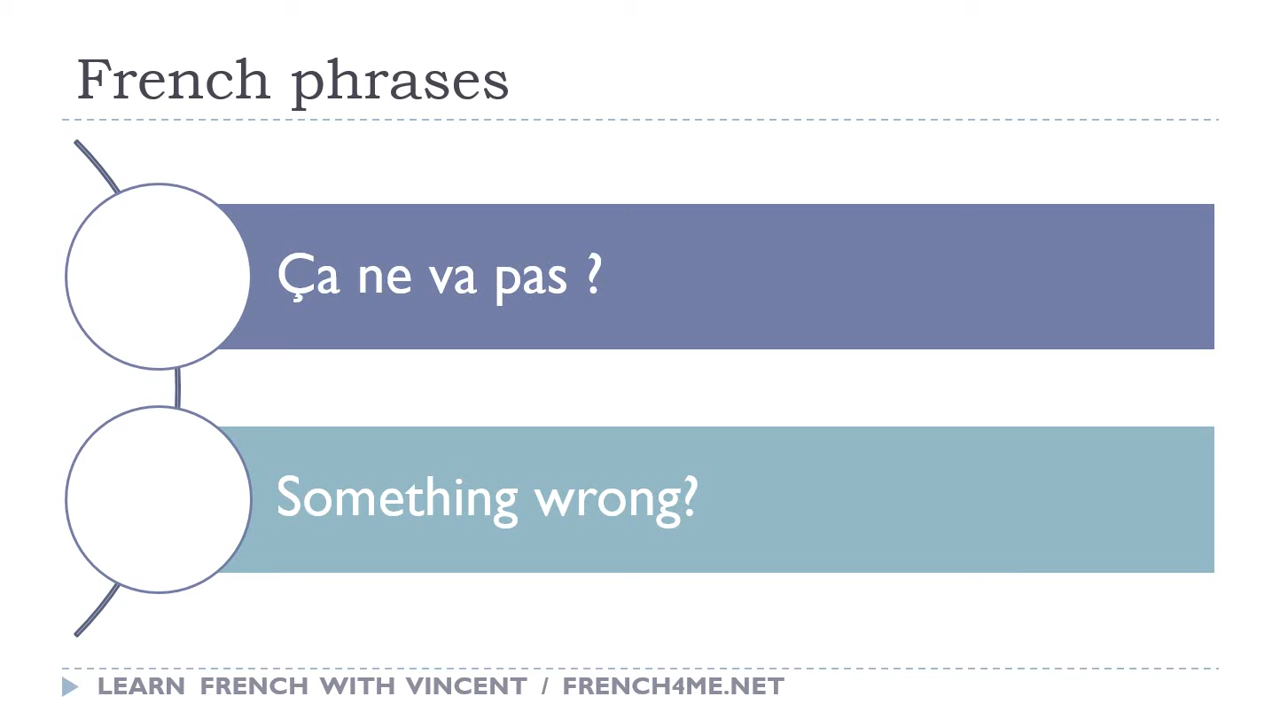 French phrases
Ça ne va pas ?
Something wrong?
LEARN FRENCH WITH VINCENT / FRENCH4ME.NET